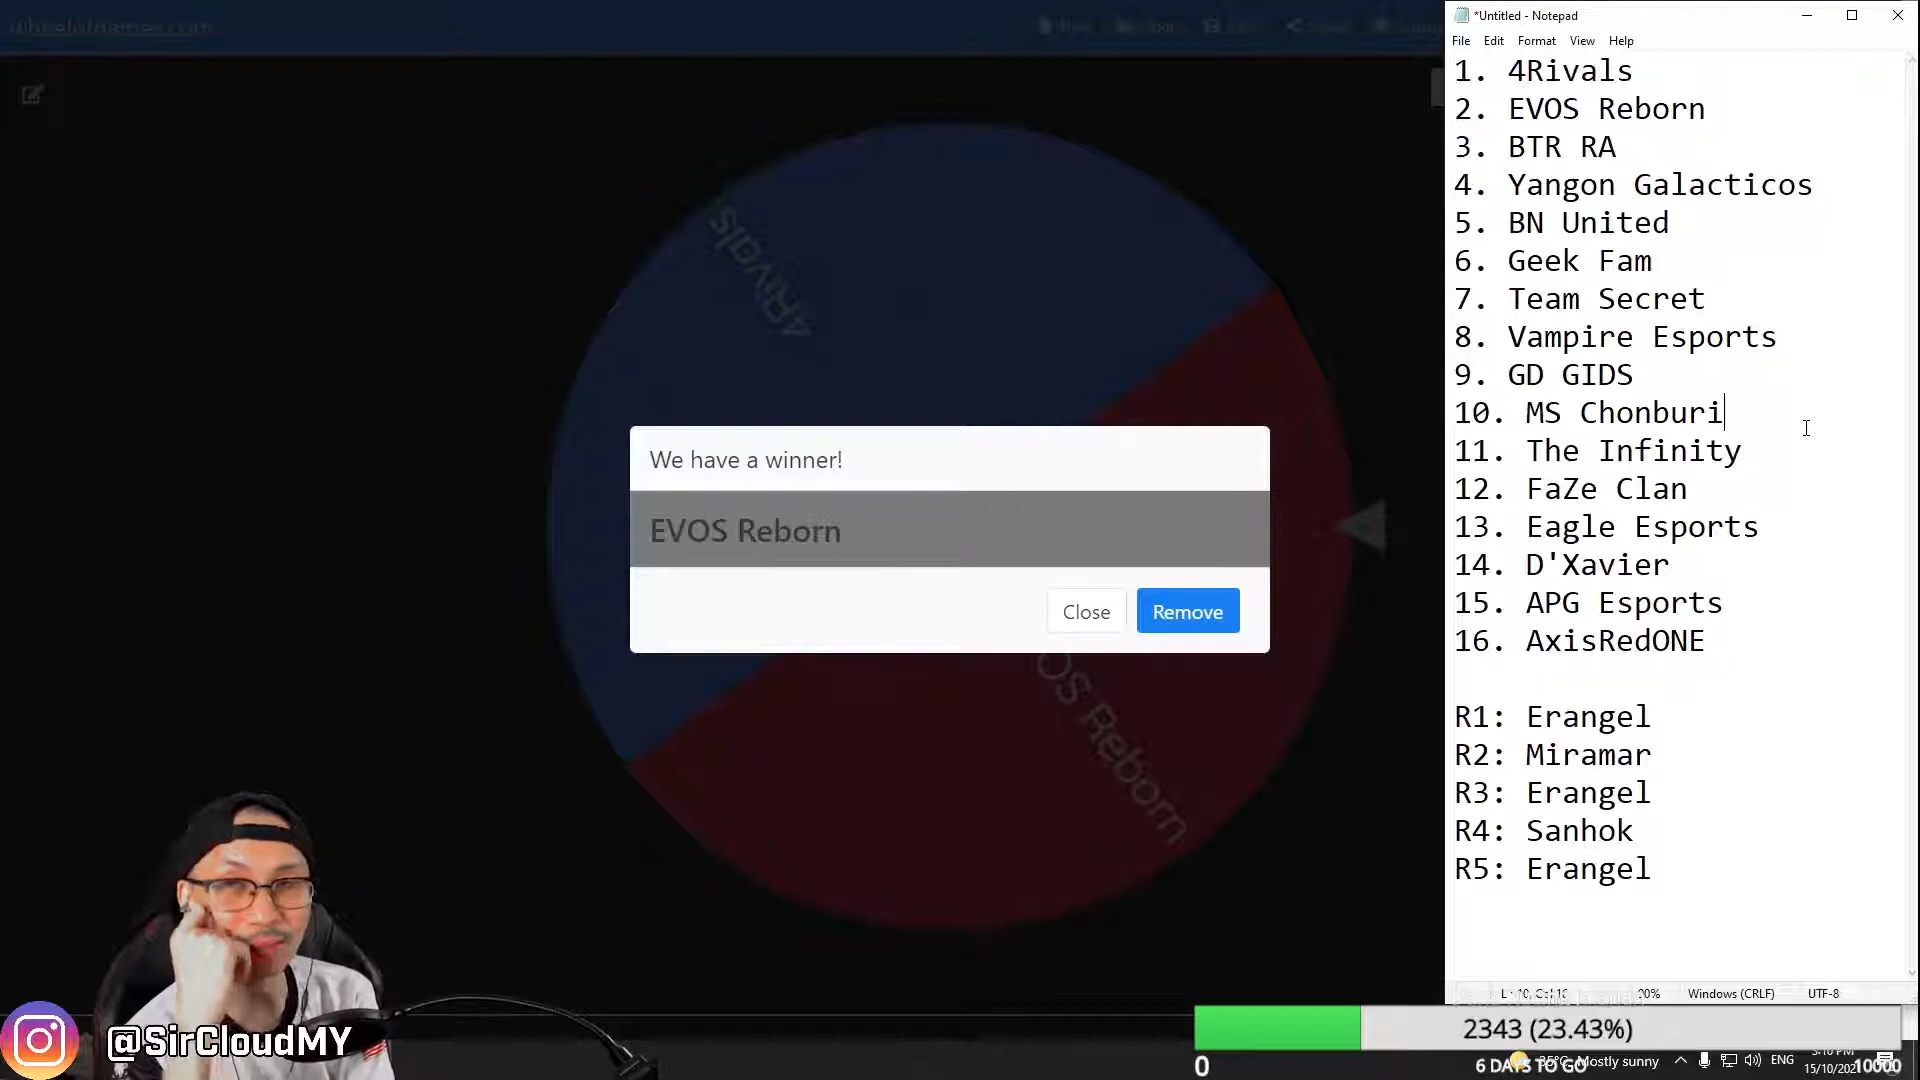 *Untitled - Notepad
File Edit Format View Help
1. 4Rivals
2. EVOS Reborn
3. BTR RA
4. Yangon Galacticos
5. BN United
6. Geek Fam
7. Team Secret
8. Vampire Esports
9. GD GIDS
10. MS Chonburi
11. The Infinity
12. FaZe Clan
13. Eagle Esports
14. D'Xavier
15. APG Esports
16. AxisRedONE
R1: Erangel
R2: Miramar
R3: Erangel
R4: Sanhok
R5: Erangel
4Rivals
We have a winner!
EVOS Reborn
Close Remove
OS Reborn
Windows (CRLF) UTF-8
@SirCloudMY
2343 (23.43%)
0 6 DAYS TO GO 10000
35°C Mostly sunny ENG